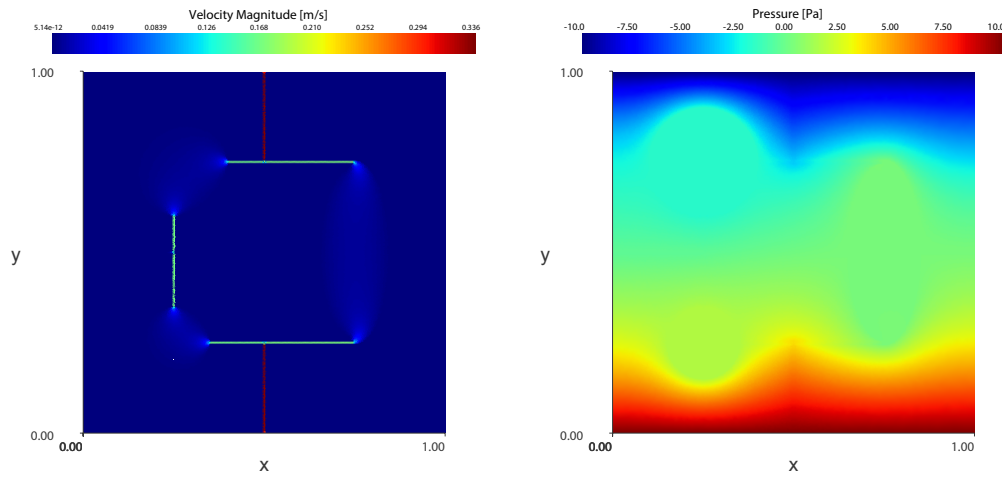 Velocity Magnitude [m/s]
5.14e-12 0.0419 0.0839 0.126 0.168 0.210 0.252 0.294 0.336
1.00
y
0.00
0.00 1.00
x
Pressure [Pa]
-10.0 -7.50 -5.00 -2.50 0.00 2.50 5.00 7.50 10.0
1.00
y
0.00
0.00 1.00
x